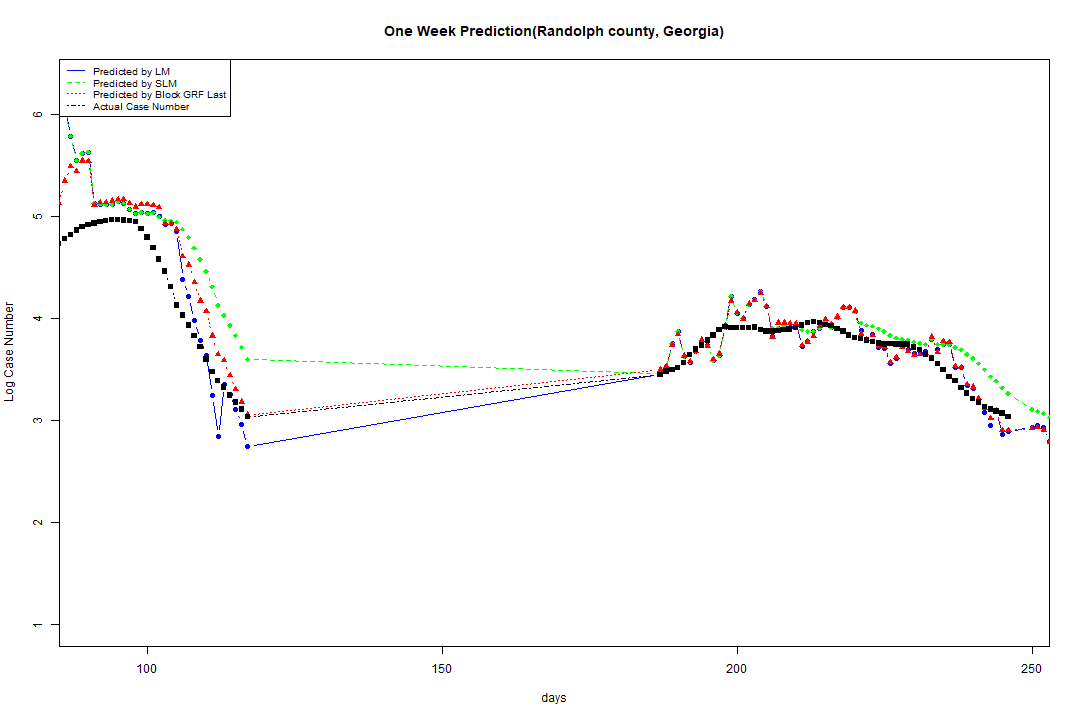 One Week Prediction(Randolph county, Georgia)
Predicted by LM
Predicted by SLM
Predicted by Block GRF Last
Actual Case Number
Log Case Number
6
5
4
3
2
1
100
150
200
250
days